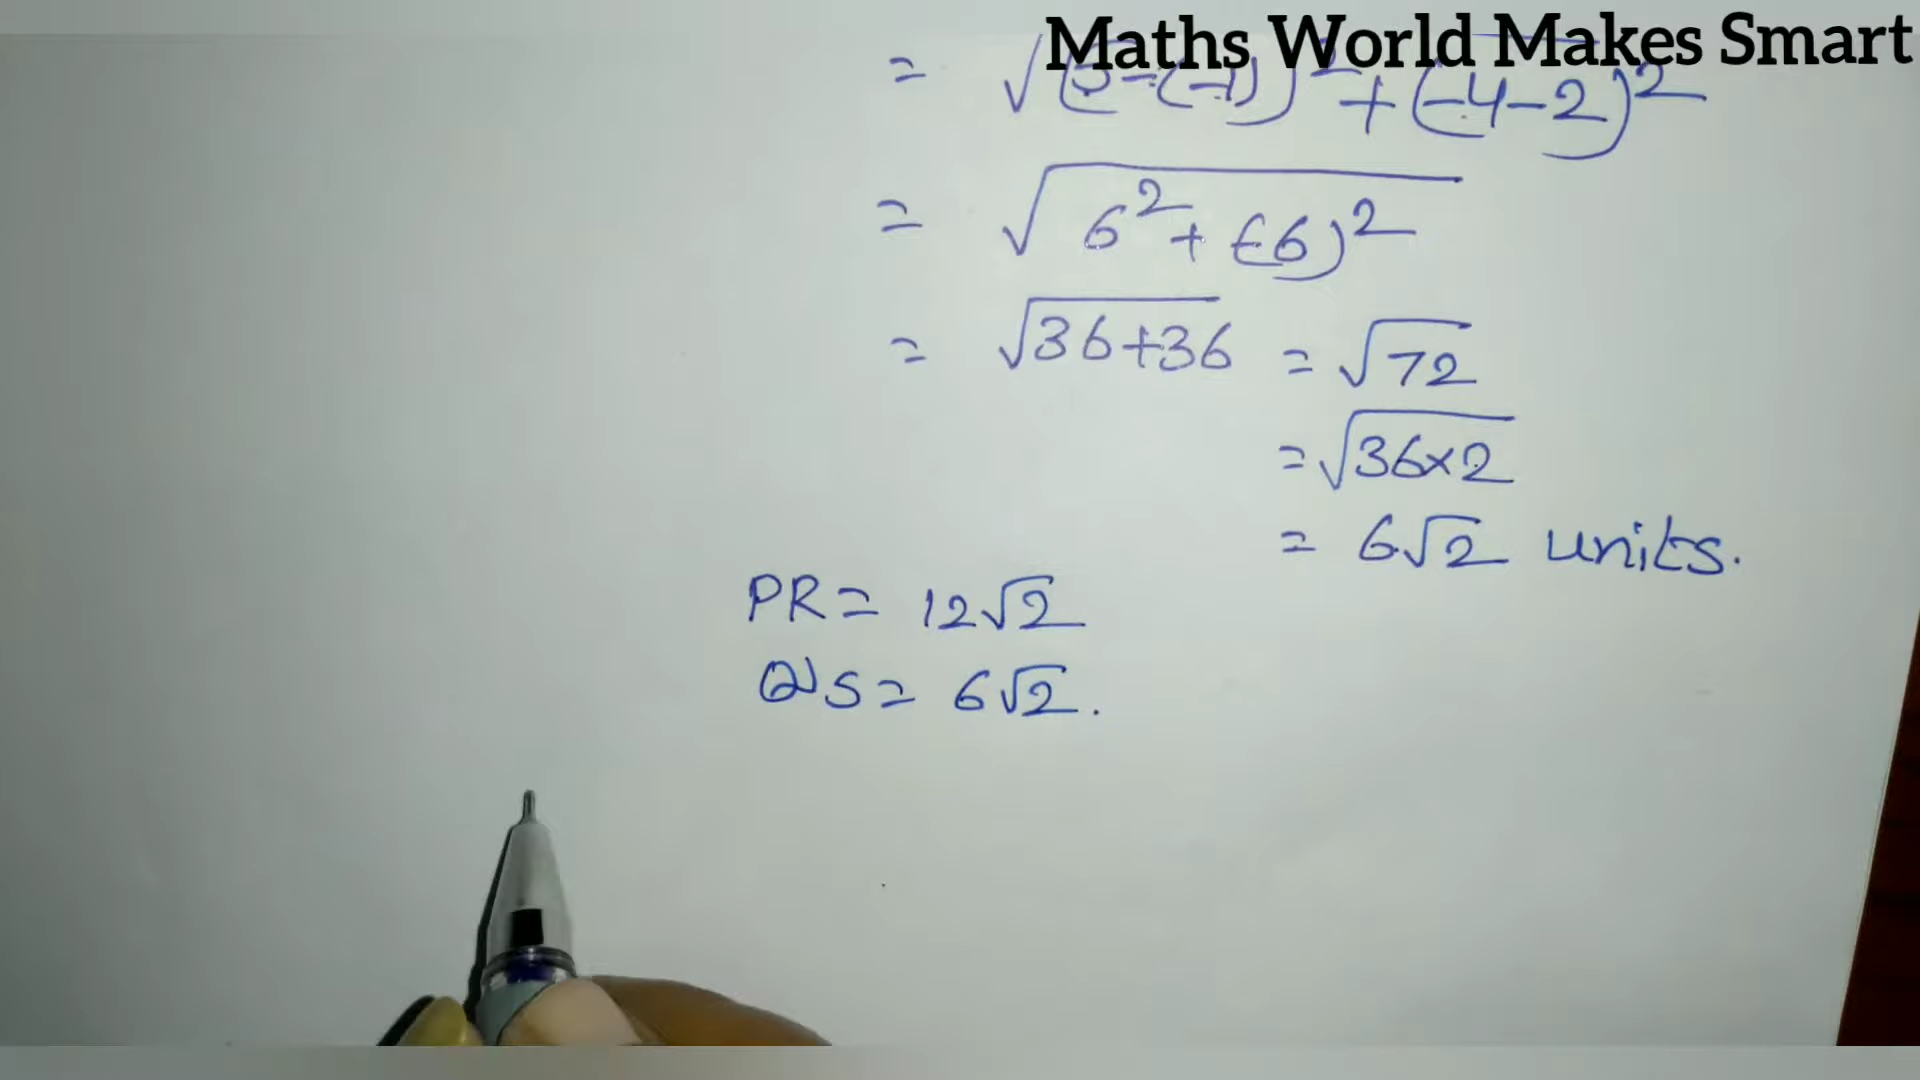 Maths World Makes Smart
= √(5-(-1))² + (-4-2)²
= √6² + (-6)²
= √36+36 = √72
= √36×2
= 6√2 units.
PR = 12√2
QS = 6√2.